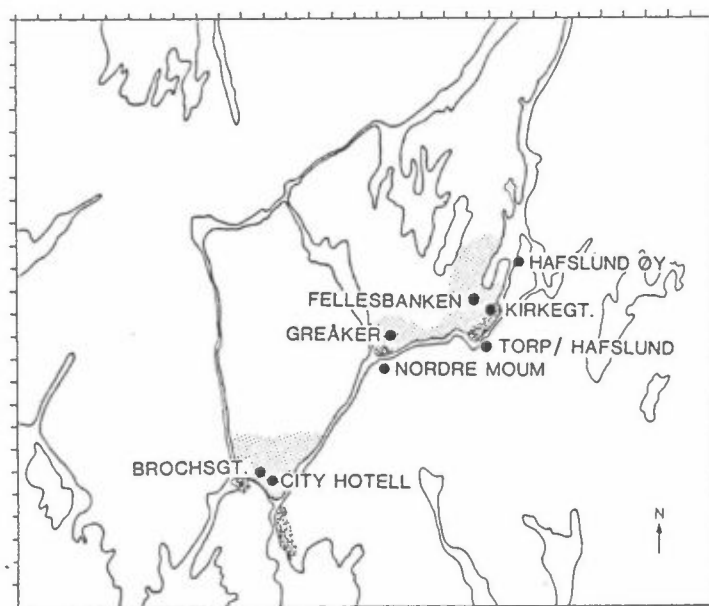 HAFSLUND ØY
FELLESBANKEN
KIRKEGT.
GREÅKER
TORP/ HAFSLUND
NORDRE MOUM
BROCHSGT.
CITY HOTELL
N